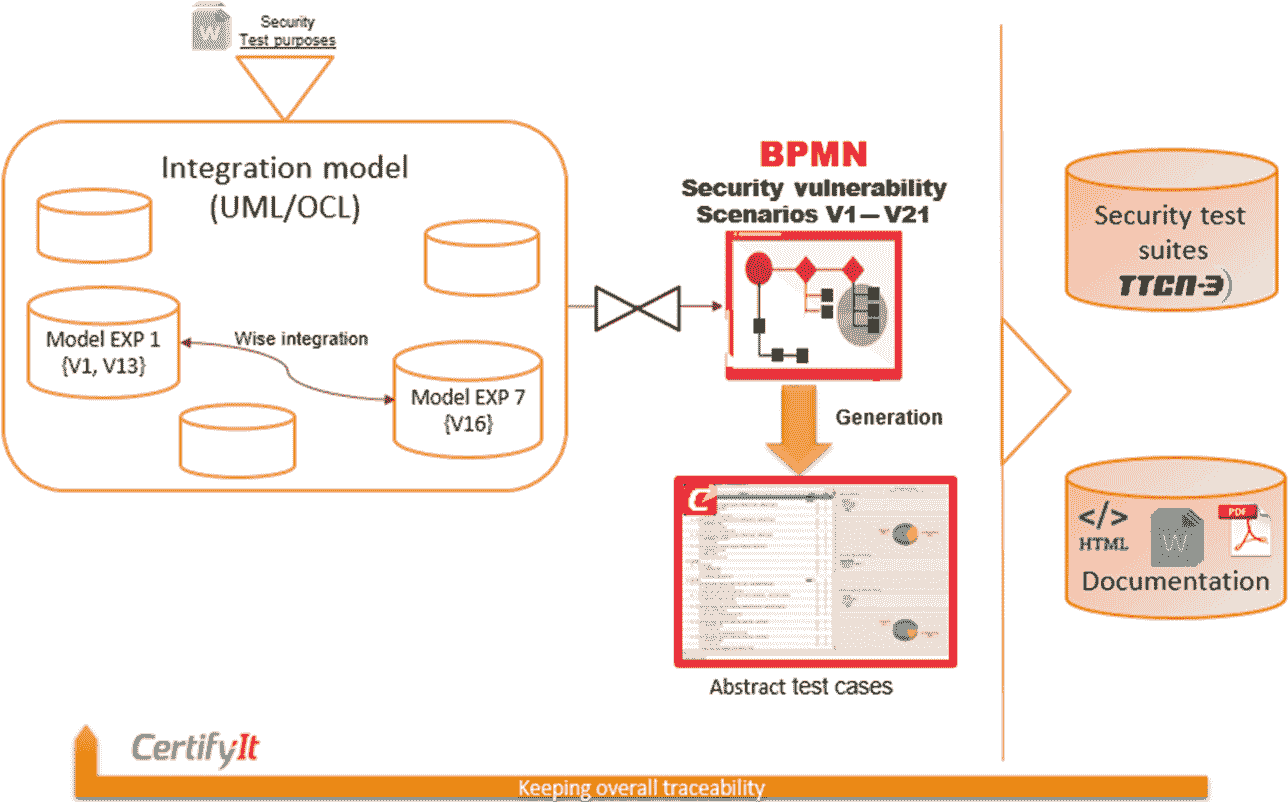 Security
Test purposes
Integration model
(UML/OCL)
Model EXP 1
{V1, V13}
Wise integration
Model EXP 7
{V16}
BPMN
Security vulnerability
Scenarios V1—V21
Generation
Abstract test cases
Security test
suites
TTCN-3
</>
HTML
W
PDF
Documentation
CertifyIt
Keeping overall traceability